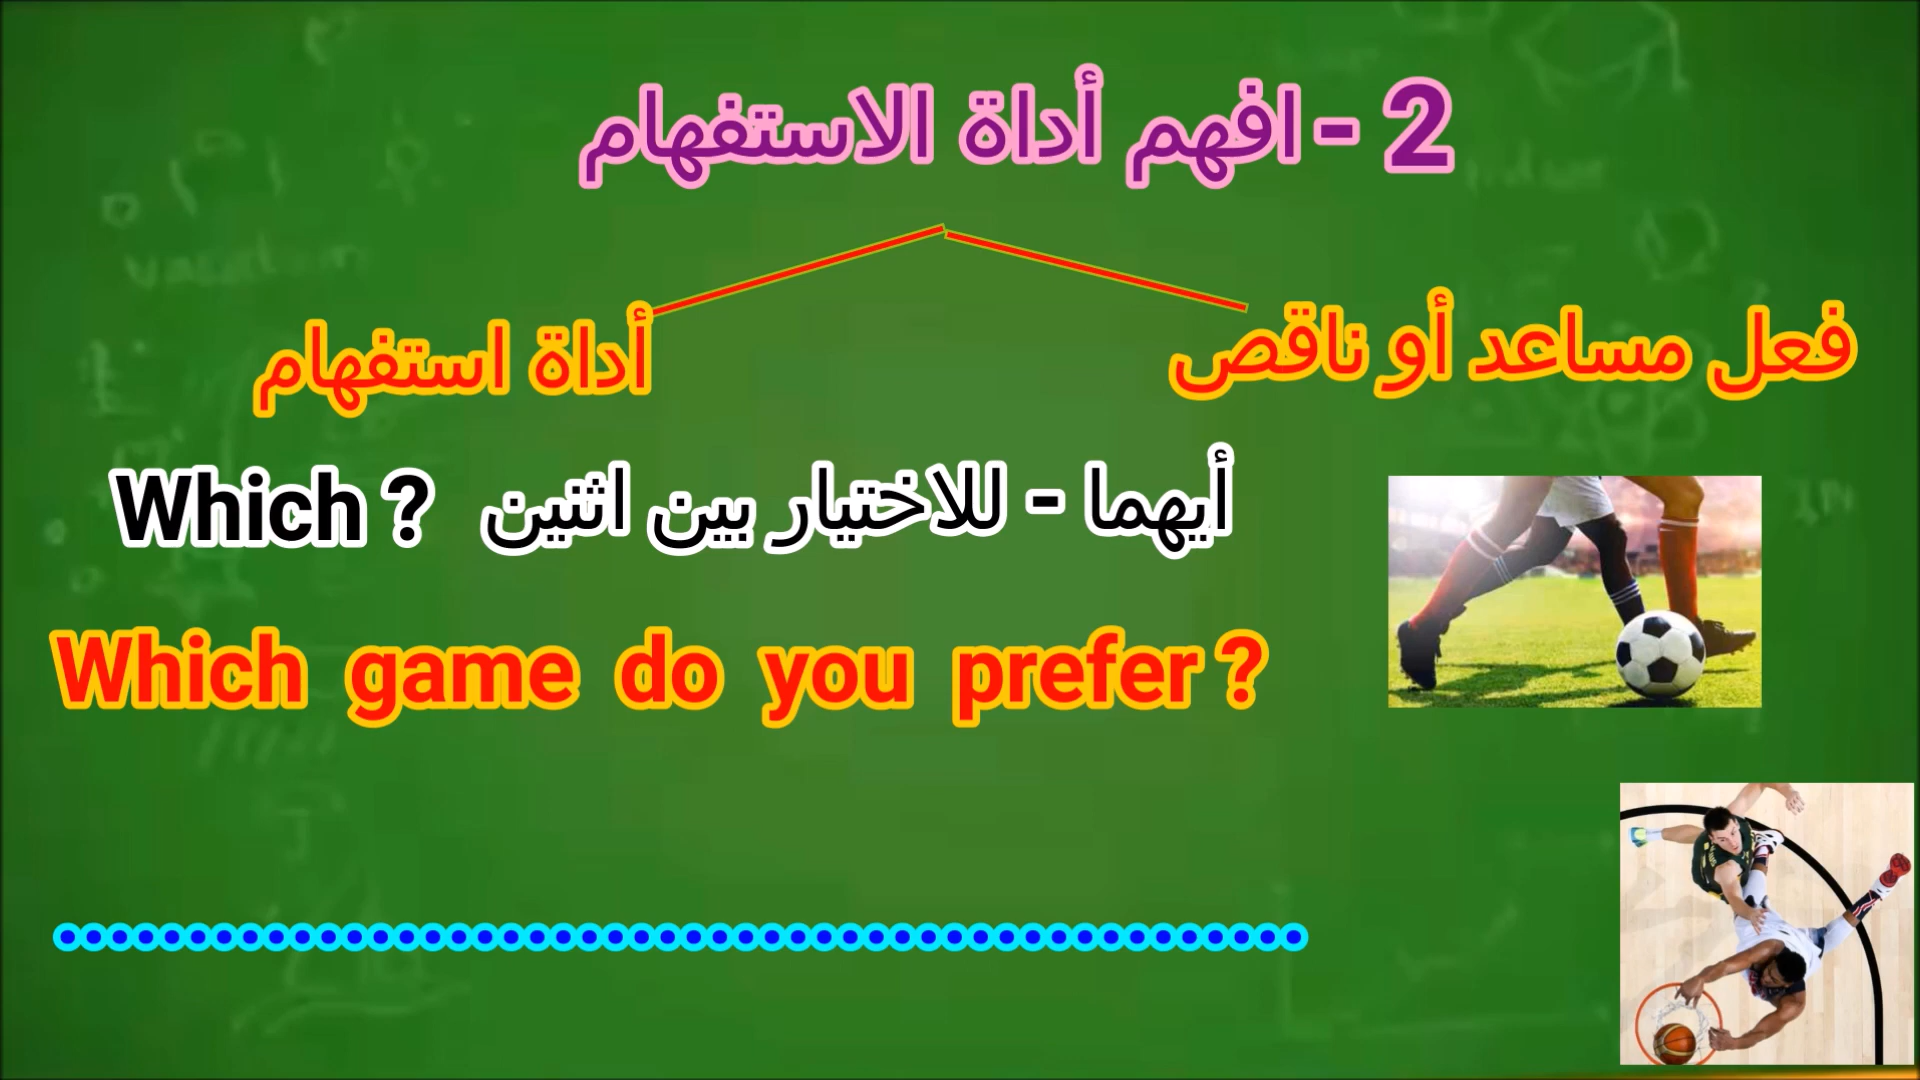 2 - افهم أداة الاستفهام
فعل مساعد أو ناقص
أداة استفهام
Which ? أيهما - للاختيار بين اثنين
Which game do you prefer ?